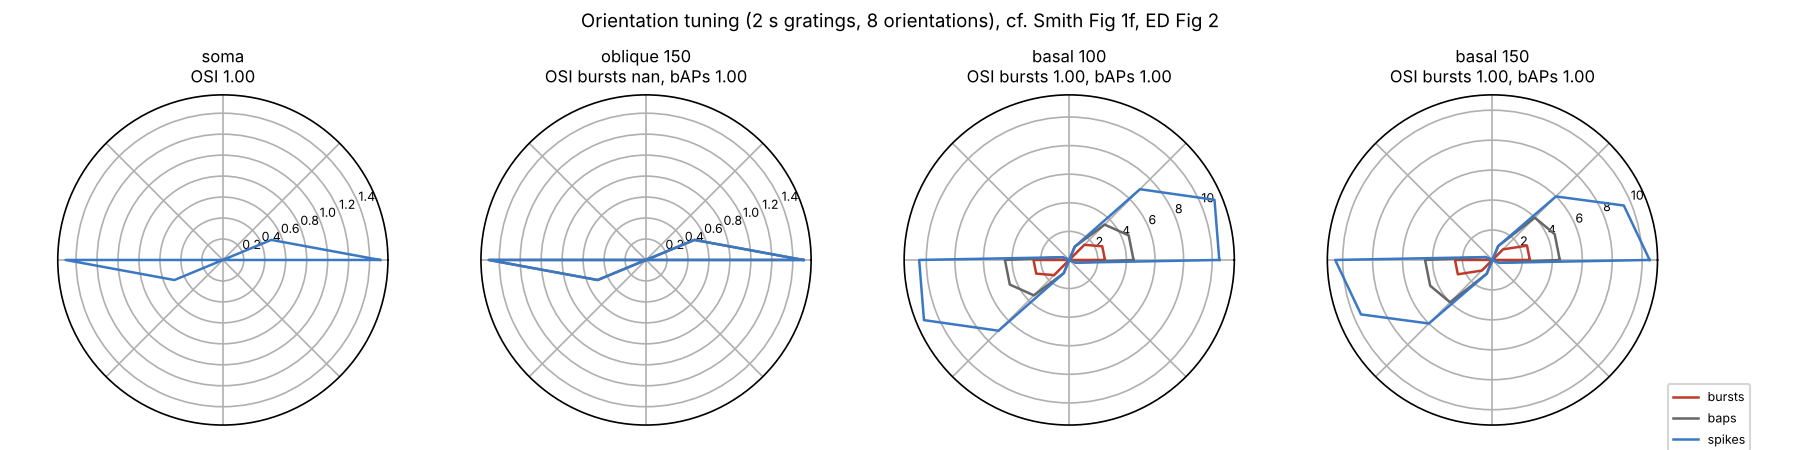 Orientation tuning (2 s gratings, 8 orientations), cf. Smith Fig 1f, ED Fig 2
soma
OSI 1.00
0.2 0.4 0.6 0.8 1.0 1.2 1.4
oblique 150
OSI bursts nan, bAPs 1.00
0.2 0.4 0.6 0.8 1.0 1.2 1.4
basal 100
OSI bursts 1.00, bAPs 1.00
2 4 6 8 10
basal 150
OSI bursts 1.00, bAPs 1.00
2 4 6 8 10
bursts
baps
spikes